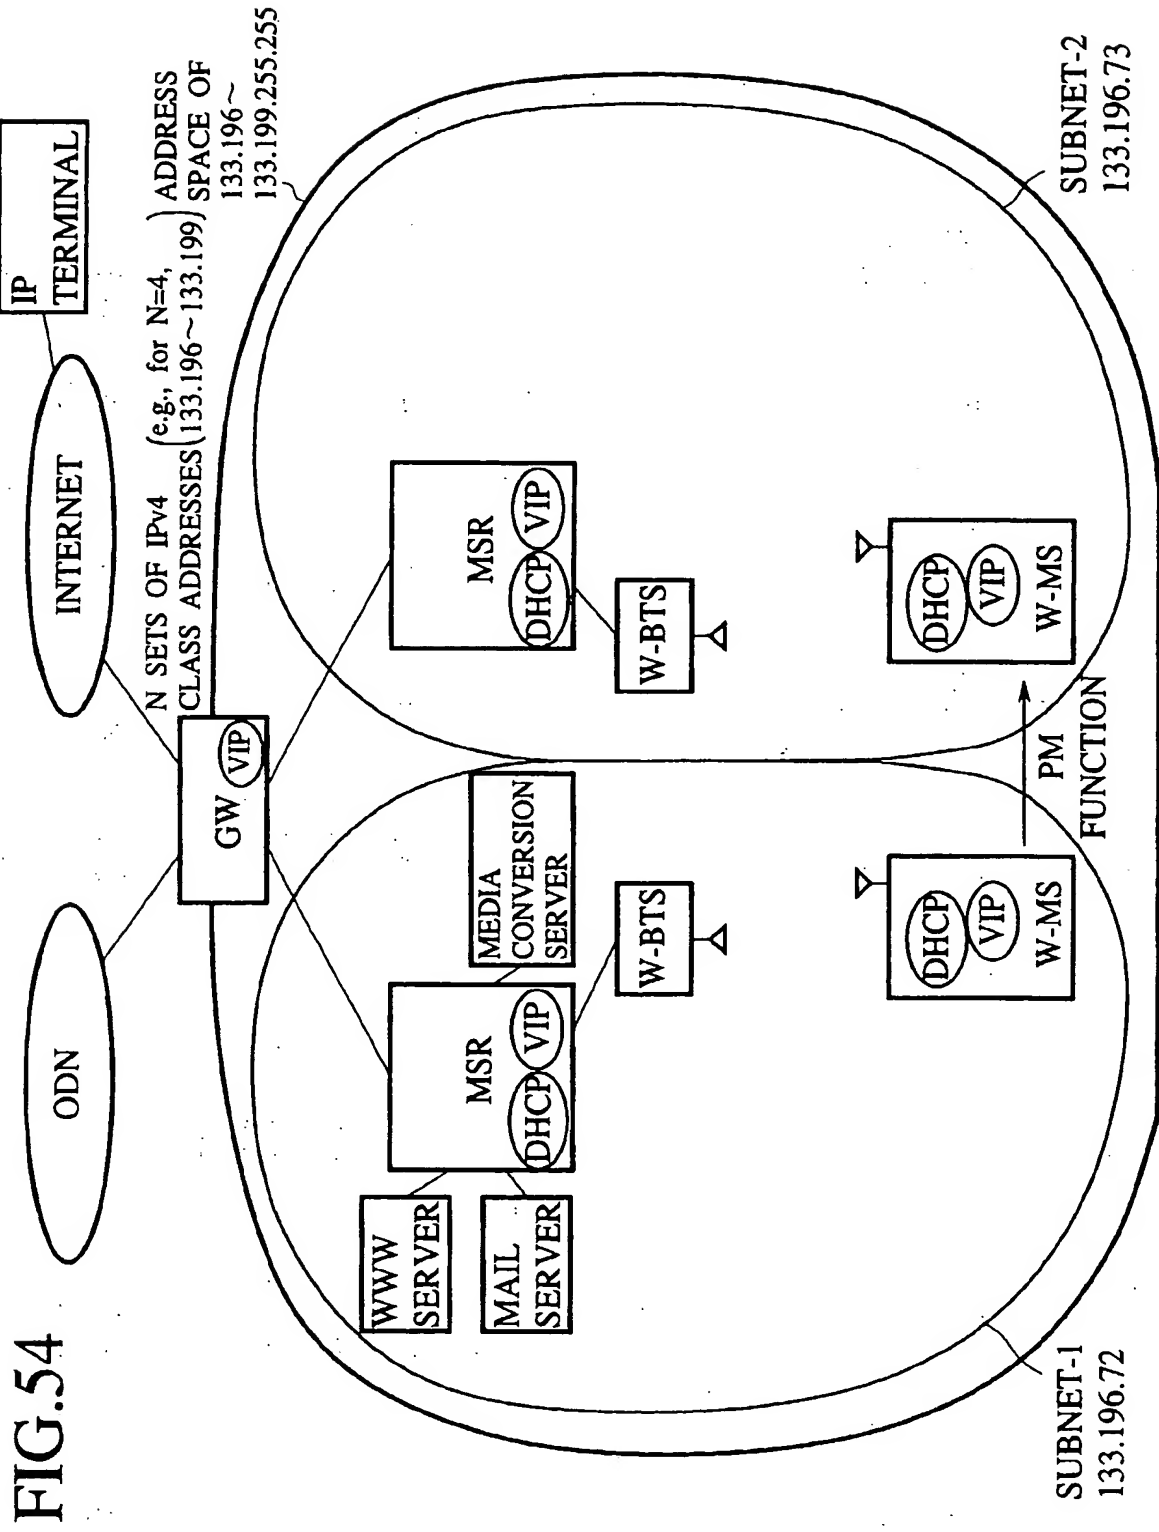 FIG.54
ODN
INTERNET
IP
TERMINAL
GW
VIP
N SETS OF IPv4
CLASS ADDRESSES
(e.g., for N=4,
133.196~133.199)
ADDRESS
SPACE OF
133.196~
133.199.255.255
WWW
SERVER
MAIL
SERVER
MSR
DHCP
VIP
MEDIA
CONVERSION
SERVER
W-BTS
MSR
DHCP
VIP
W-BTS
DHCP
VIP
W-MS
PM
FUNCTION
DHCP
VIP
W-MS
SUBNET-1
133.196.72
SUBNET-2
133.196.73